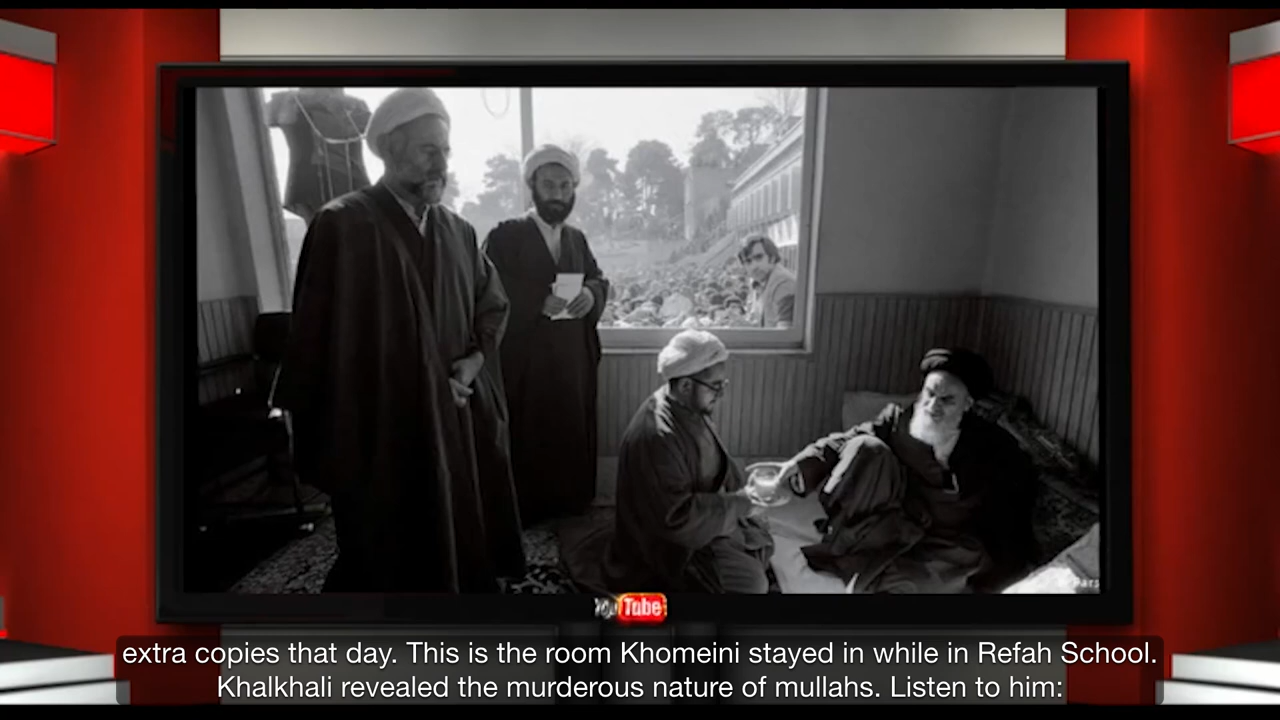 YouTube
extra copies that day. This is the room Khomeini stayed in while in Refah School.
Khalkhali revealed the murderous nature of mullahs. Listen to him: